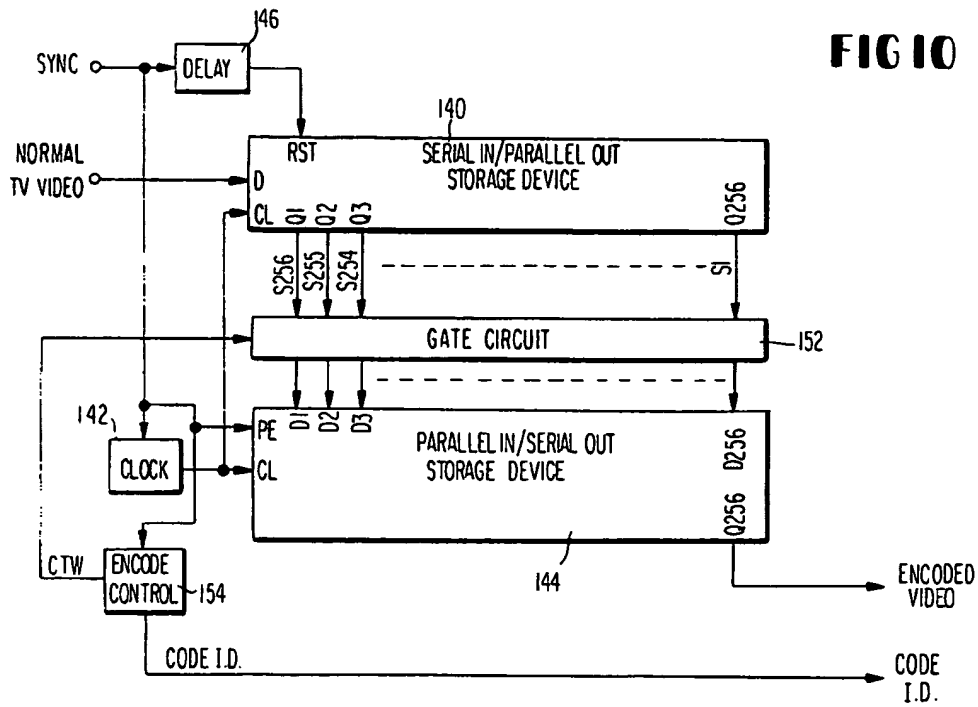 FIG 10
146
SYNC
DELAY
140
NORMAL
TV VIDEO
RST
SERIAL IN/PARALLEL OUT
STORAGE DEVICE
D
CL
Q1
Q2
Q3
Q256
S256
S255
S254
S1
GATE CIRCUIT
152
142
CLOCK
PE
CL
D1
D2
D3
D256
PARALLEL IN/SERIAL OUT
STORAGE DEVICE
Q256
144
CTW
ENCODE
CONTROL
154
ENCODED
VIDEO
CODE I.D.
CODE
I.D.